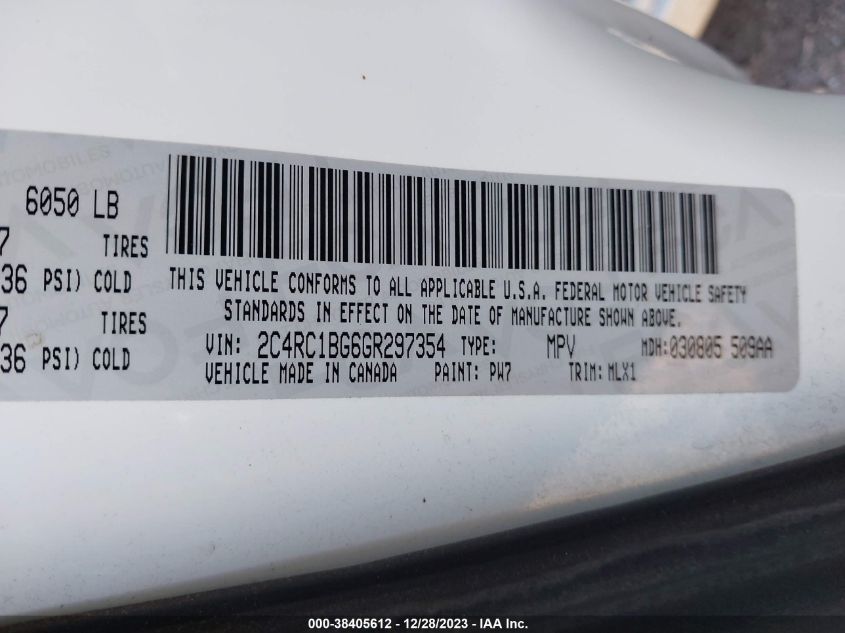 6050 LB
7 TIRES
36 PSI) COLD
7 TIRES
36 PSI) COLD
THIS VEHICLE CONFORMS TO ALL APPLICABLE U.S.A. FEDERAL MOTOR VEHICLE SAFETY
STANDARDS IN EFFECT ON THE DATE OF MANUFACTURE SHOWN ABOVE.
VIN: 2C4RC1BG6GR297354 TYPE: MPV MDH:030805 509AA
VEHICLE MADE IN CANADA PAINT: PW7 TRIM: MLX1
000-38405612 - 12/28/2023 - IAA Inc.